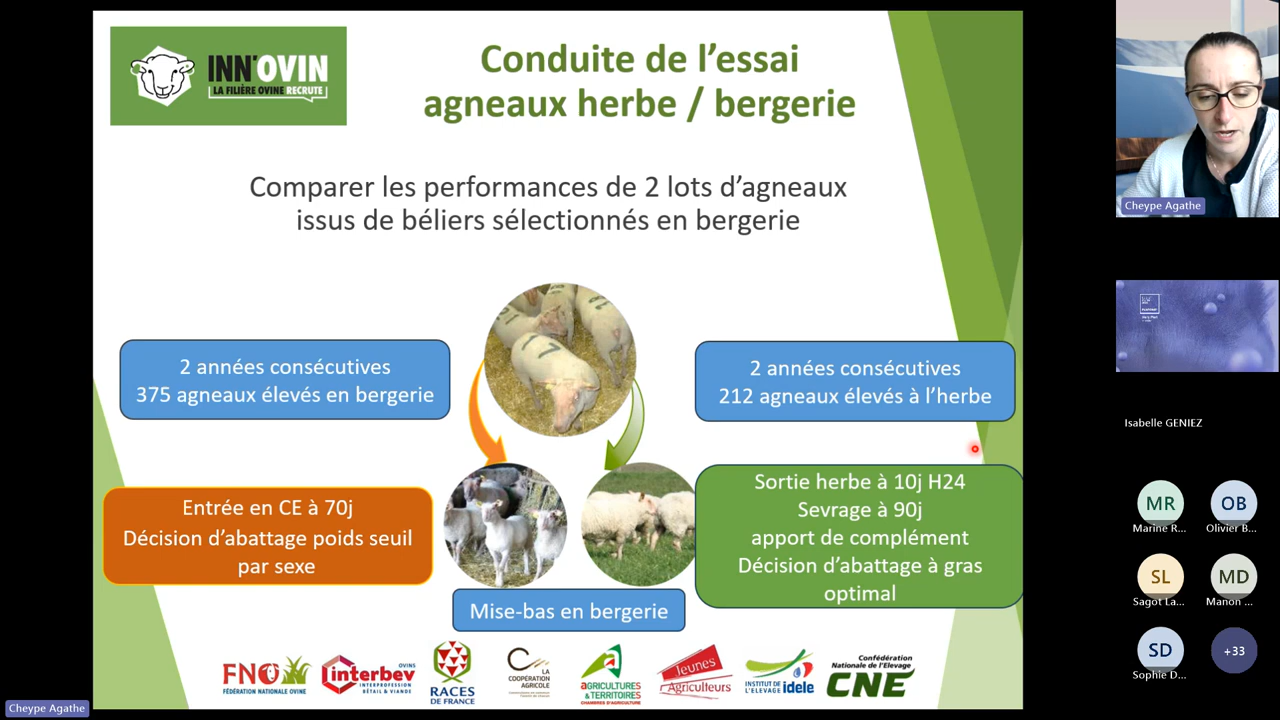 INN'OVIN
LA FILIÈRE OVINE RECRUTE
Conduite de l'essai
agneaux herbe / bergerie
Comparer les performances de 2 lots d'agneaux
issus de béliers sélectionnés en bergerie
2 années consécutives
375 agneaux élevés en bergerie
2 années consécutives
212 agneaux élevés à l'herbe
Entrée en CE à 70j
Décision d'abattage poids seuil
par sexe
Sortie herbe à 10j H24
Sevrage à 90j
apport de complément
Décision d'abattage à gras
optimal
Mise-bas en bergerie
FNO
FÉDÉRATION NATIONALE OVINE
interbev
OVINS
INTERPROFESSION
BÉTAIL & VIANDE
RACES
DE FRANCE
LA
COOPÉRATION
AGRICOLE
AGRICULTURES
& TERRITOIRES
CHAMBRES D'AGRICULTURE
Jeunes
Agriculteurs
INSTITUT DE
L'ELEVAGE idele
Confédération
Nationale de l'Elevage
CNE
Cheype Agathe
Cheype Agathe
Isabelle GENIEZ
MR
Marine R...
OB
Olivier B...
SL
Sagot La...
MD
Manon ...
SD
Sophie D...
+33